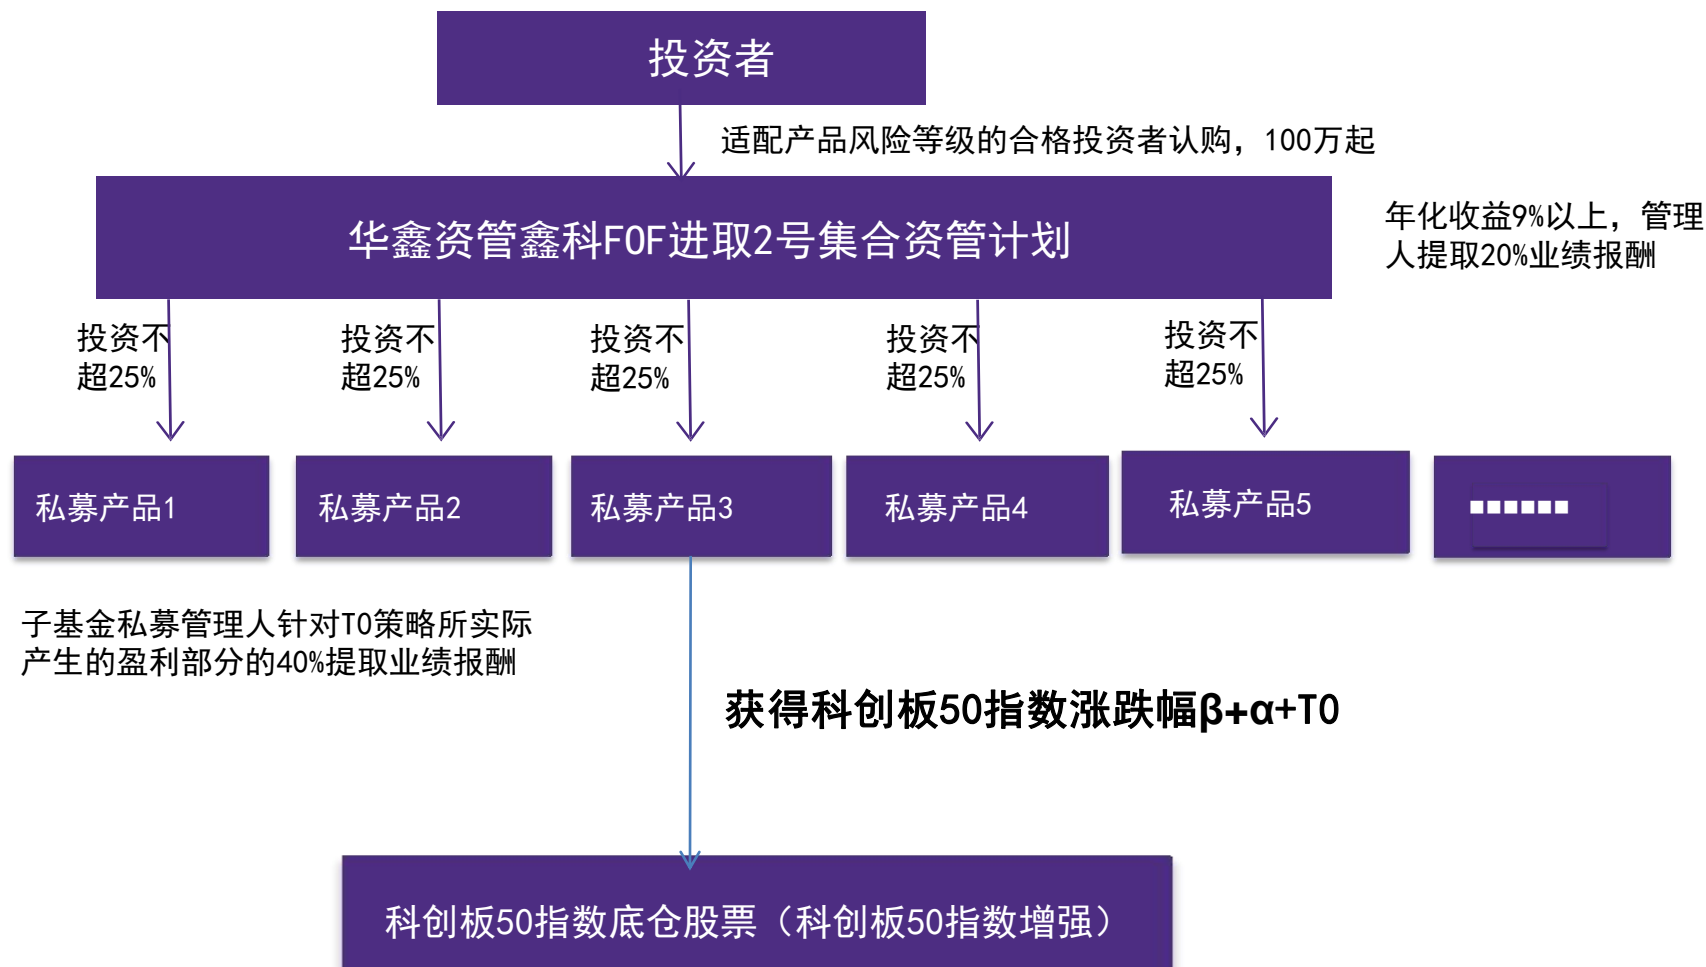 投资者
适配产品风险等级的合格投资者认购，100万起
华鑫资管鑫科FOF进取2号集合资管计划
年化收益9%以上，管理
人提取20%业绩报酬
投资不
超25%
投资不
超25%
投资不
超25%
投资不
超25%
投资不
超25%
私募产品1
私募产品2
私募产品3
私募产品4
私募产品5
......
子基金私募管理人针对T0策略所实际
产生的盈利部分的40%提取业绩报酬
获得科创板50指数涨跌幅β+α+T0
科创板50指数底仓股票（科创板50指数增强）